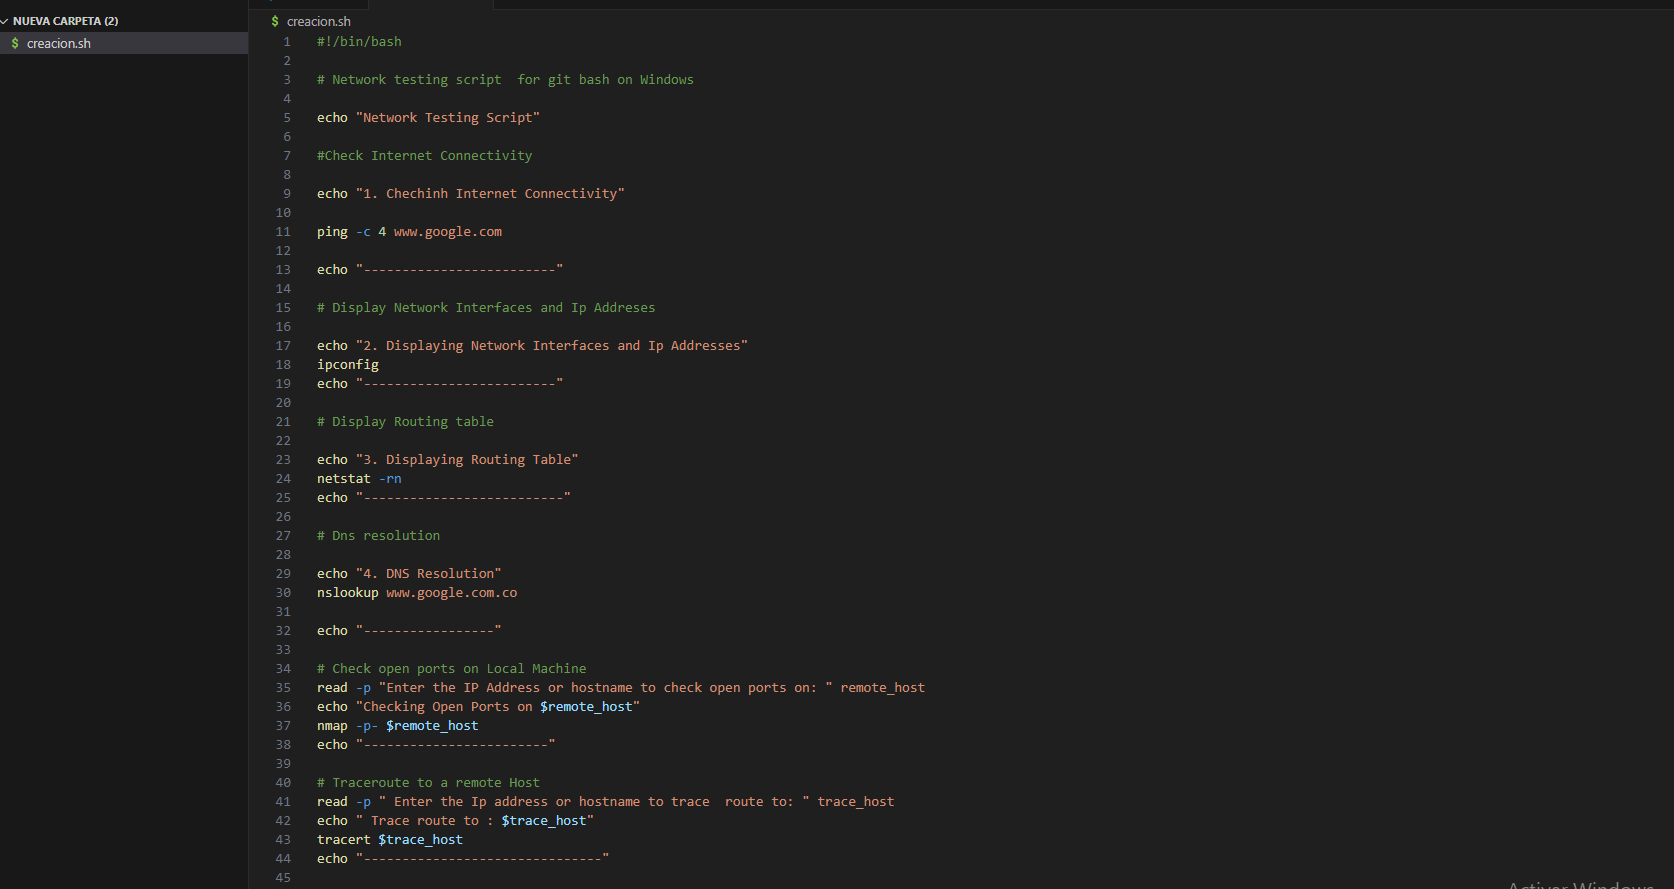 NUEVA CARPETA (2)
$ creacion.sh
$ creacion.sh
1 #!/bin/bash
2
3 # Network testing script  for git bash on Windows
4
5 echo "Network Testing Script"
6
7 #Check Internet Connectivity
8
9 echo "1. Chechinh Internet Connectivity"
10
11 ping -c 4 www.google.com
12
13 echo "-------------------------"
14
15 # Display Network Interfaces and Ip Addreses
16
17 echo "2. Displaying Network Interfaces and Ip Addresses"
18 ipconfig
19 echo "-------------------------"
20
21 # Display Routing table
22
23 echo "3. Displaying Routing Table"
24 netstat -rn
25 echo "--------------------------"
26
27 # Dns resolution
28
29 echo "4. DNS Resolution"
30 nslookup www.google.com.co
31
32 echo "-----------------"
33
34 # Check open ports on Local Machine
35 read -p "Enter the IP Address or hostname to check open ports on: " remote_host
36 echo "Checking Open Ports on $remote_host"
37 nmap -p- $remote_host
38 echo "------------------------"
39
40 # Traceroute to a remote Host
41 read -p " Enter the Ip address or hostname to trace  route to: " trace_host
42 echo " Trace route to : $trace_host"
43 tracert $trace_host
44 echo "-------------------------------"
45
Activar Windows